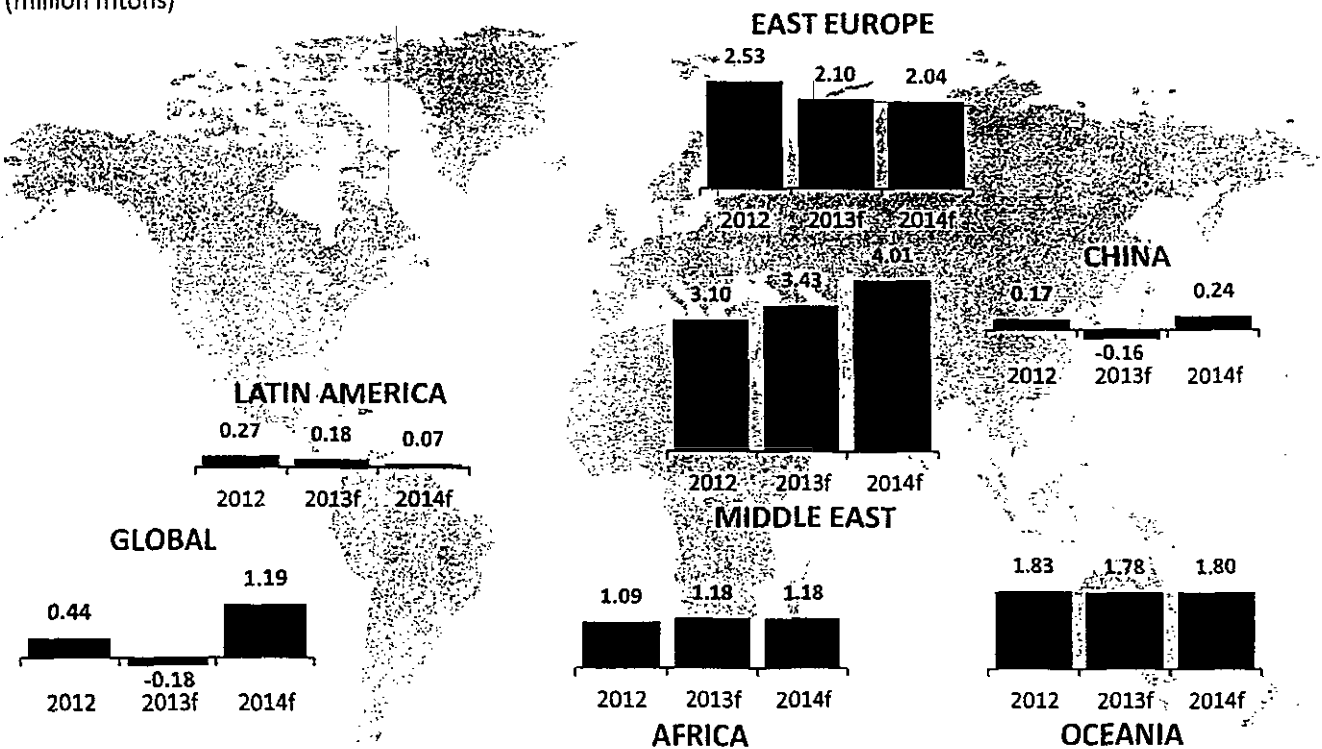 (million mtons)
EAST EUROPE
2.53 2.10 2.04
2012 2013f 2014f
CHINA
0.17 -0.16 0.24
2012 2013f 2014f
3.10 3.43 4.01
2012 2013f 2014f
MIDDLE EAST
LATIN AMERICA
0.27 0.18 0.07
2012 2013f 2014f
GLOBAL
0.44 -0.18 1.19
2012 2013f 2014f
1.09 1.18 1.18
2012 2013f 2014f
AFRICA
1.83 1.78 1.80
2012 2013f 2014f
OCEANIA